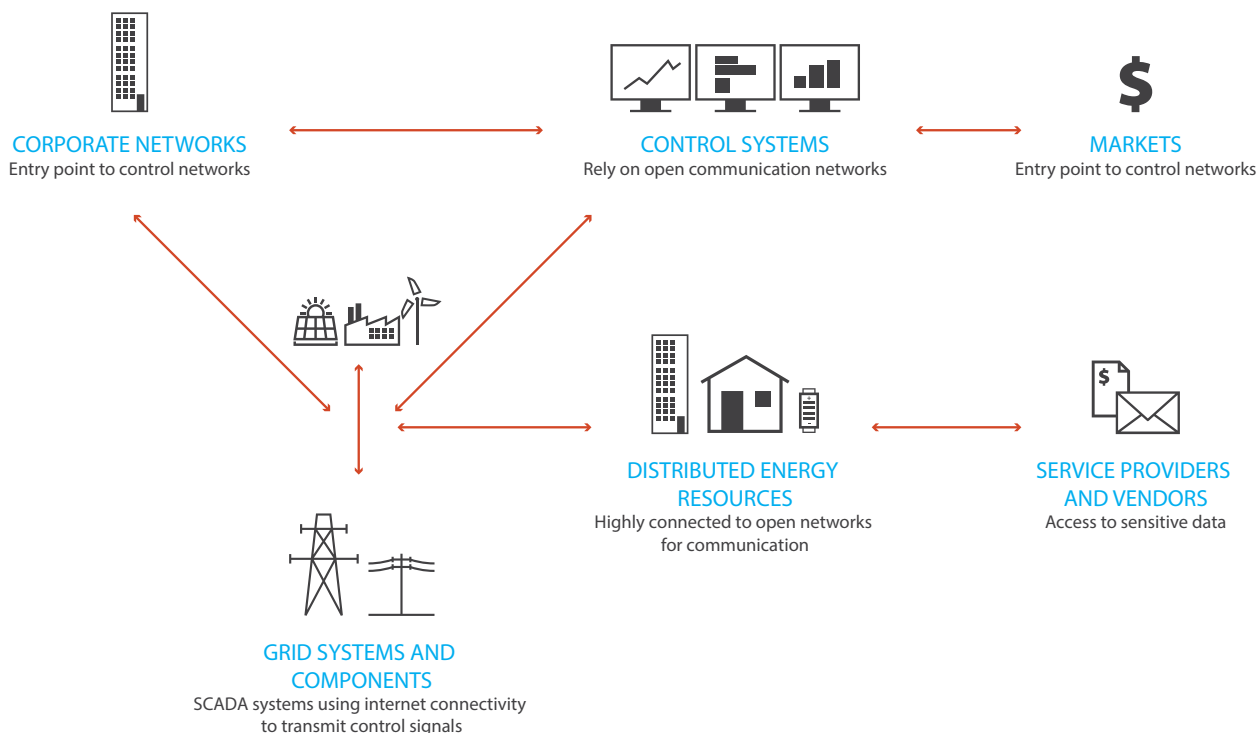 CORPORATE NETWORKS
Entry point to control networks
CONTROL SYSTEMS
Rely on open communication networks
$
MARKETS
Entry point to control networks
DISTRIBUTED ENERGY
RESOURCES
Highly connected to open networks
for communication
$
SERVICE PROVIDERS
AND VENDORS
Access to sensitive data
GRID SYSTEMS AND
COMPONENTS
SCADA systems using internet connectivity
to transmit control signals